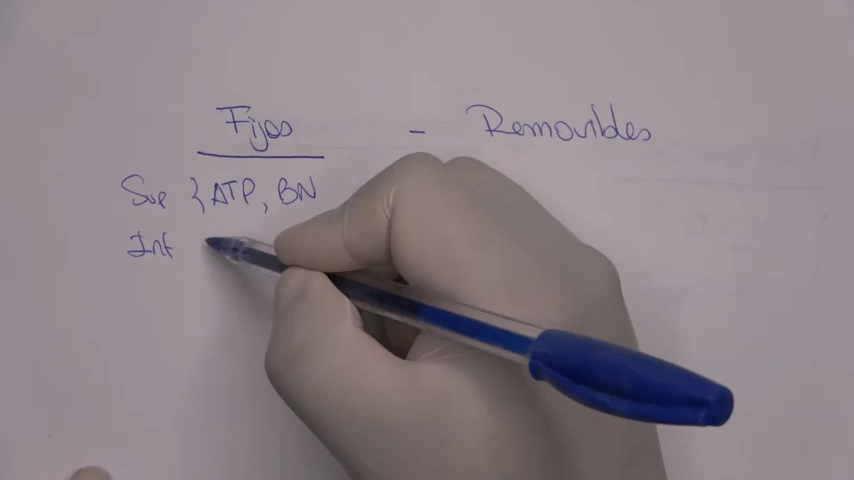 Fijos - Removibles
Sup { ATP, BN
Inf